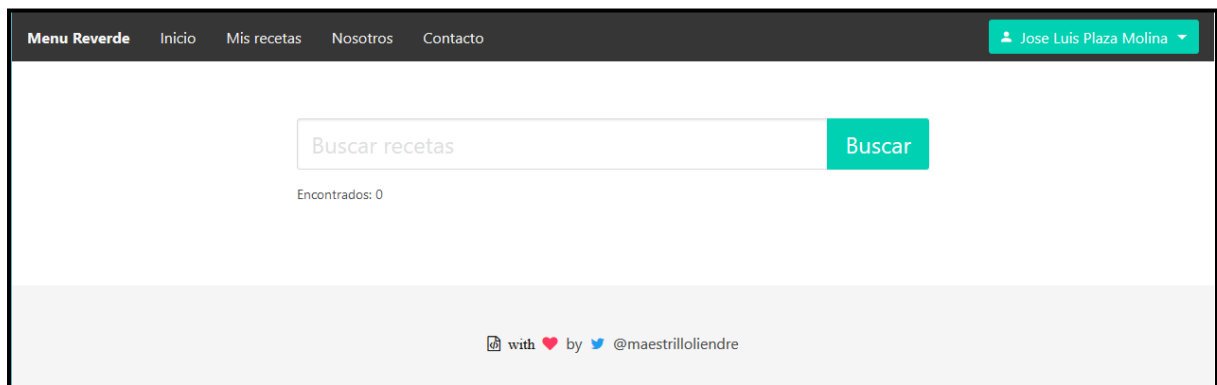 Menu Reverde Inicio Mis recetas Nosotros Contacto Jose Luis Plaza Molina
Buscar recetas Buscar
Encontrados: 0
with by @maestrilloliendre